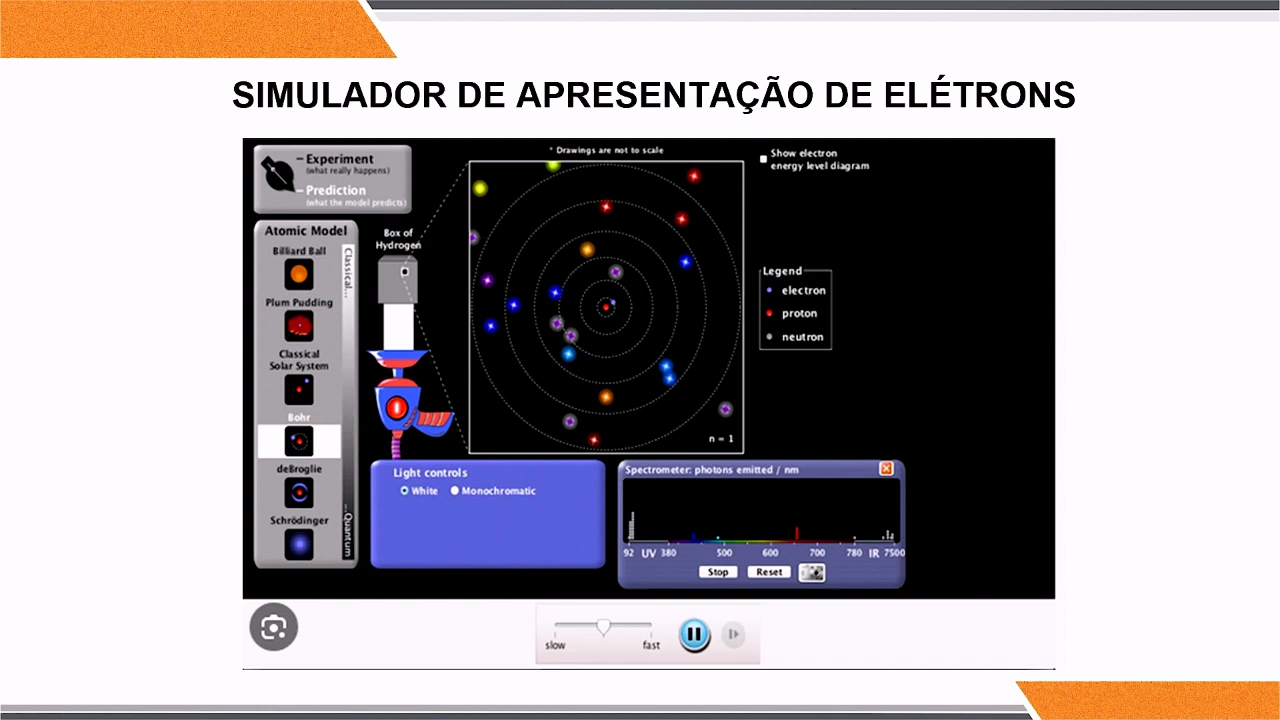 SIMULADOR DE APRESENTAÇÃO DE ELÉTRONS
* Drawings are not to scale
Experiment
(what really happens)
Prediction
(what the model predicts)
Show electron
energy level diagram
Atomic Model
Billiard Ball
Plum Pudding
Classical
Solar System
Bohr
deBroglie
Schrödinger
Classical...
...Quantum
Box of
Hydrogen
n = 1
Legend
electron
proton
neutron
Light controls
White
Monochromatic
Spectrometer: photons emitted / nm
92 UV 380 500 600 700 780 IR 7500
Stop Reset
slow fast